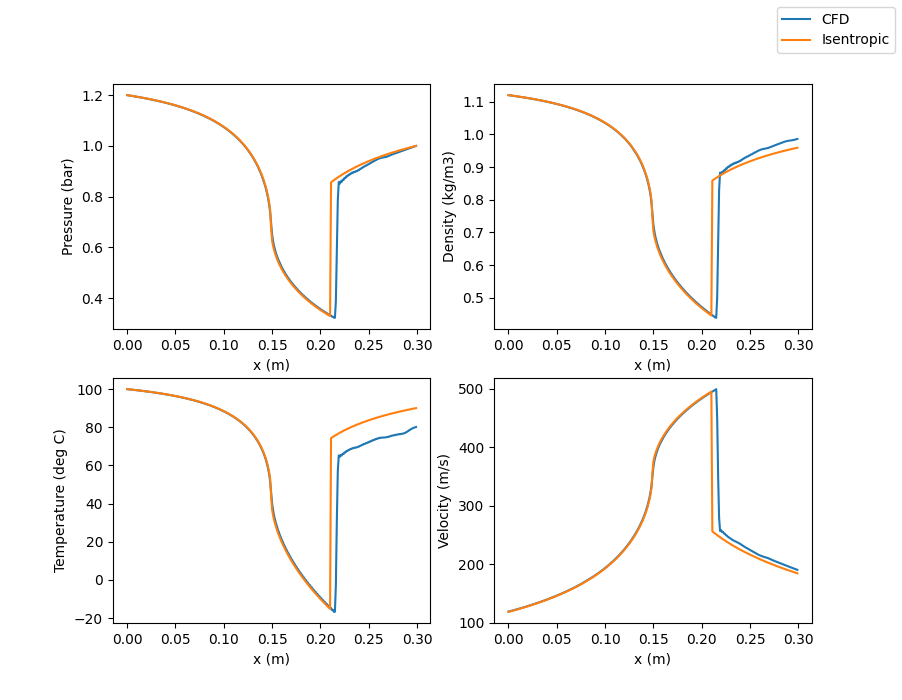 CFD
Isentropic
1.2
1.0
0.8
0.6
0.4
Pressure (bar)
0.00 0.05 0.10 0.15 0.20 0.25 0.30
x (m)
1.1
1.0
0.9
0.8
0.7
0.6
0.5
Density (kg/m3)
0.00 0.05 0.10 0.15 0.20 0.25 0.30
x (m)
100
80
60
40
20
0
−20
Temperature (deg C)
0.00 0.05 0.10 0.15 0.20 0.25 0.30
x (m)
500
400
300
200
100
Velocity (m/s)
0.00 0.05 0.10 0.15 0.20 0.25 0.30
x (m)